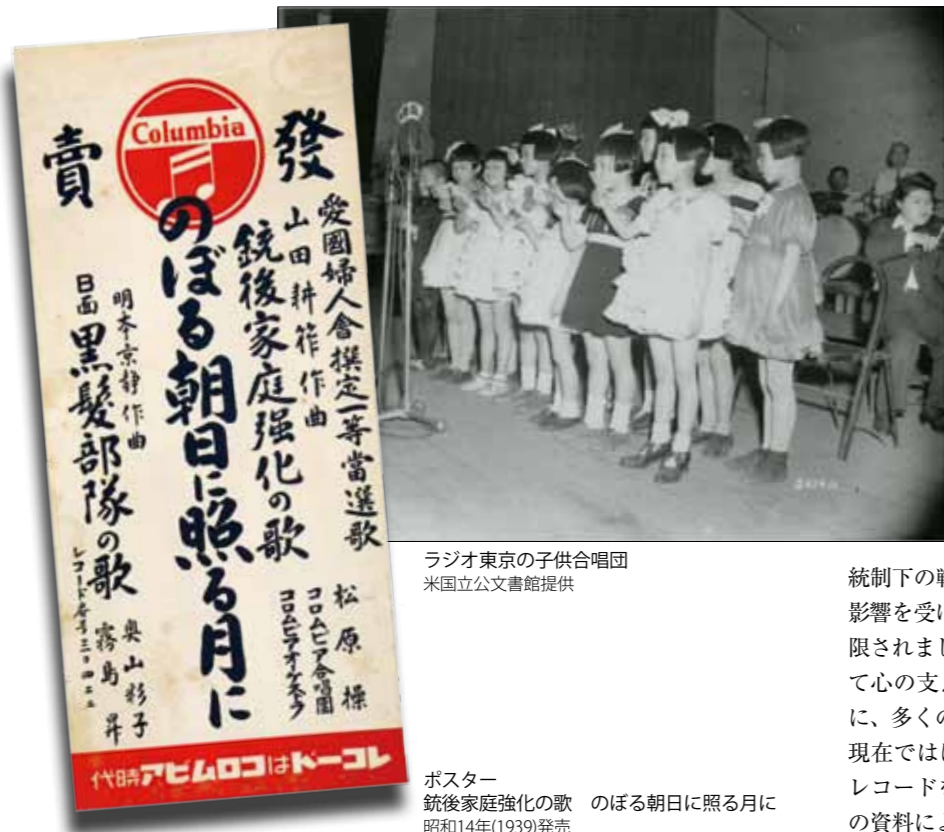 發賣
Columbia
愛國婦人會撰定一等當選歌
山田耕筰作曲
銃後家庭强化の歌
のぼる朝日に照る月に
松原操
コロムビア合唱團
コロムビアオーケストラ
明本京静作曲
B面 黒髮部隊の歌
奥山彩子
霧島昇
代時アビムロコはドーコレ
ラジオ東京の子供合唱団
米国立公文書館提供
ポスター
銃後家庭強化の歌 のぼる朝日に照る月に
昭和14年(1939)発売
統制下の戦
影響を受け
限されまし
て心の支
に、多くの
現在では
レコードを
の資料によ